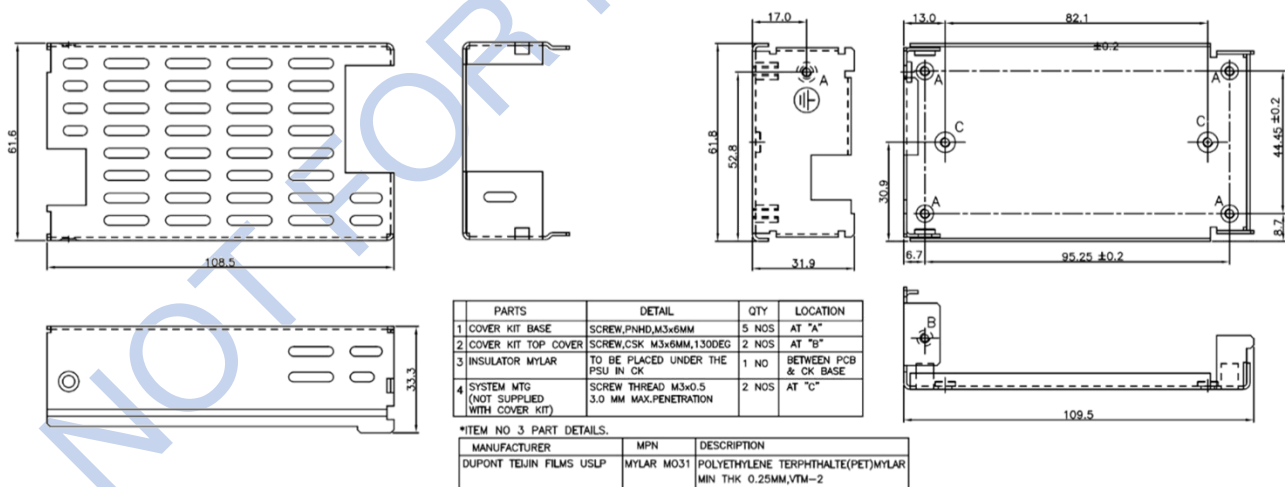 NOT FOR
17.0
13.0
82.1
±0.2
61.6
108.5
61.8
52.8
A
31.9
A
A
C
C
A
A
30.9
44.45 ±0.2
8.7
6.7
95.25 ±0.2
33.3
B
109.5
PARTS DETAIL QTY LOCATION
1 COVER KIT BASE SCREW,PNHD,M3x6MM 5 NOS AT "A"
2 COVER KIT TOP COVER SCREW,CSK M3x6MM,130DEG 2 NOS AT "B"
3 INSULATOR MYLAR TO BE PLACED UNDER THE PSU IN CK 1 NO BETWEEN PCB & CK BASE
4 SYSTEM MTG (NOT SUPPLIED WITH COVER KIT) SCREW THREAD M3x0.5 3.0 MM MAX.PENETRATION 2 NOS AT "C"
*ITEM NO 3 PART DETAILS.
MANUFACTURER MPN DESCRIPTION
DUPONT TEIJIN FILMS USLP MYLAR MO31 POLYETHYLENE TERPHTHALTE(PET)MYLAR
MIN THK 0.25MM,VTM-2